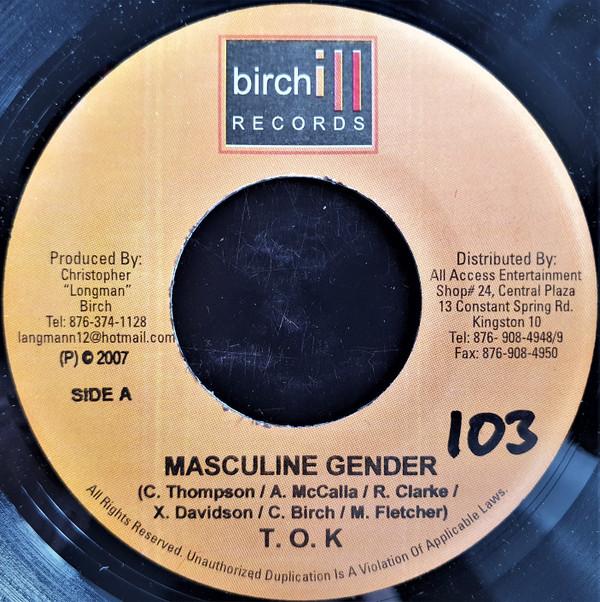 birchill
RECORDS
Produced By:
Christopher
"Longman"
Birch
Tel: 876-374-1128
langmann12@hotmail.com
(P) © 2007
SIDE A
Distributed By:
All Access Entertainment
Shop# 24, Central Plaza
13 Constant Spring Rd.
Kingston 10
Tel: 876- 908-4948/9
Fax: 876-908-4950
103
MASCULINE GENDER
(C. Thompson / A. McCalla / R. Clarke /
X. Davidson / C. Birch / M. Fletcher)
T. O. K
All Rights Reserved. Unauthorized Duplication Is A Violation Of Applicable Laws.